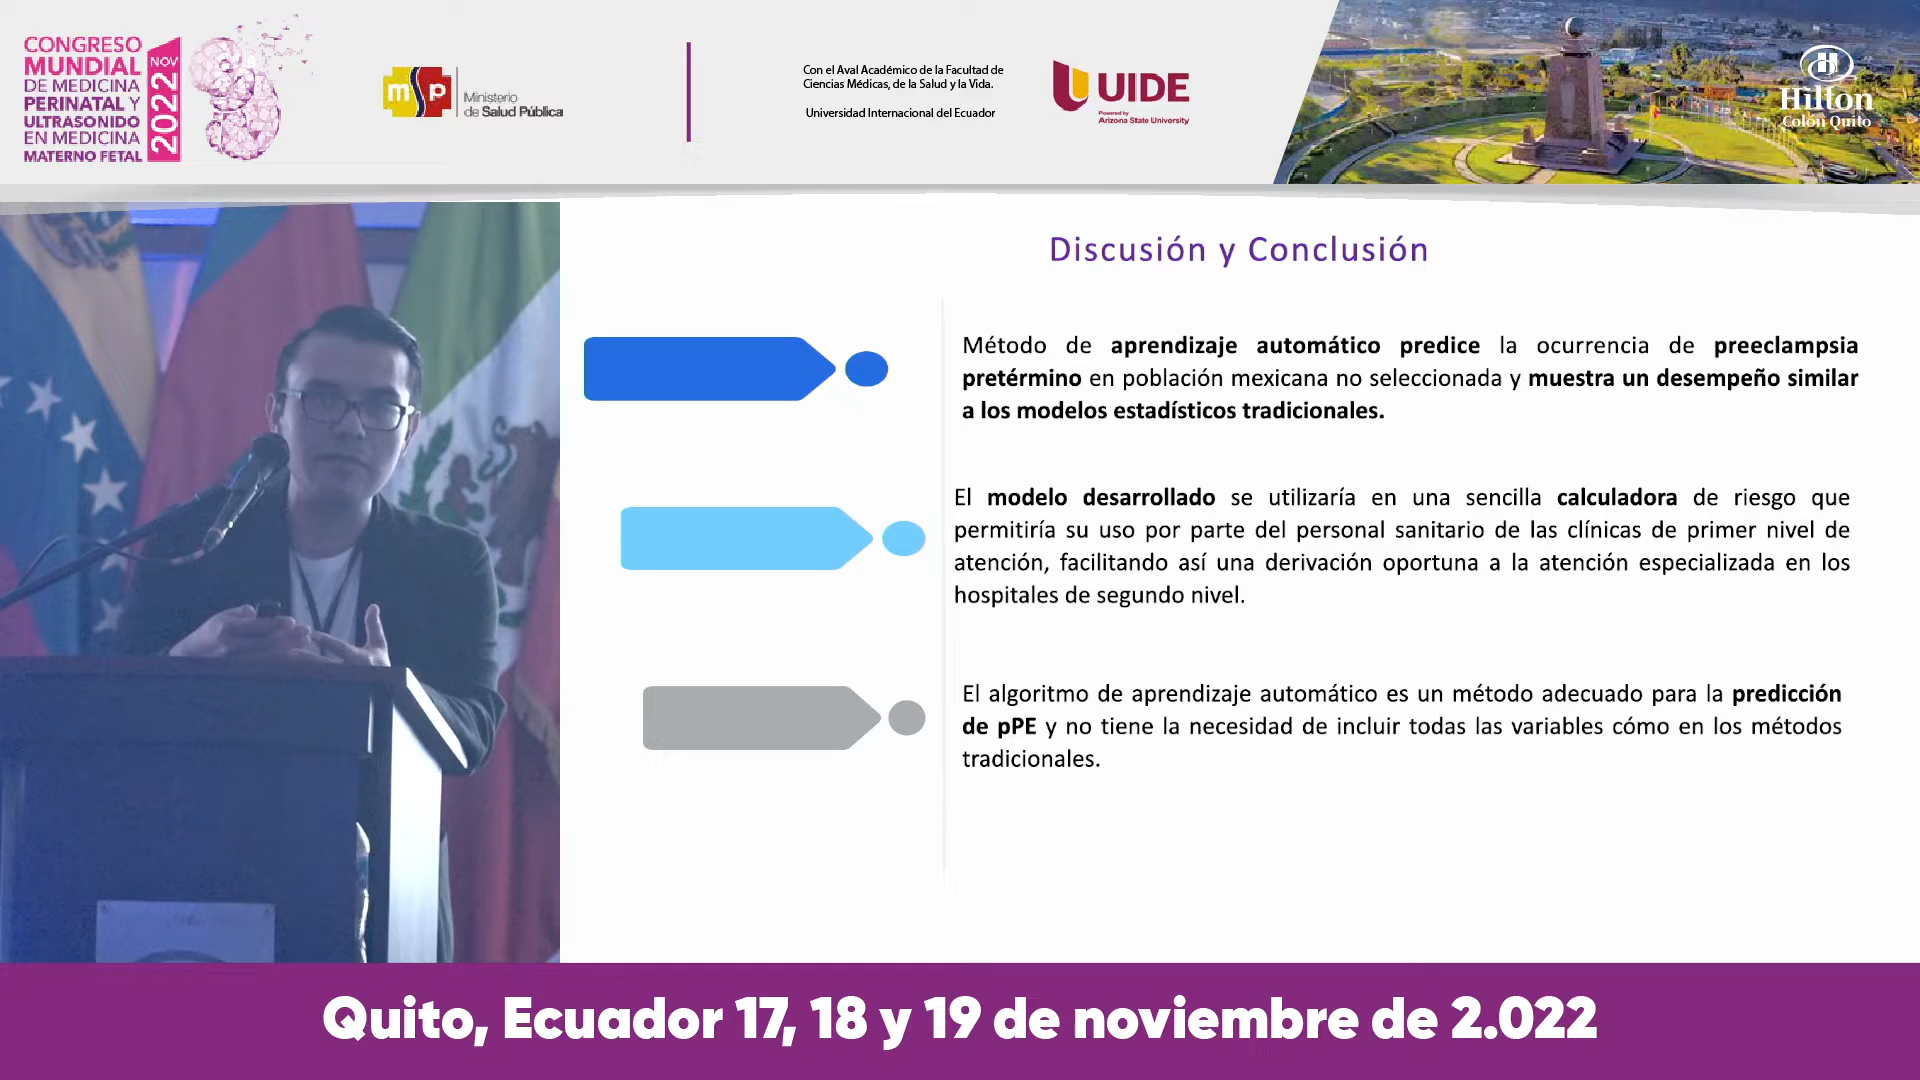 CONGRESO
MUNDIAL
DE MEDICINA
PERINATAL Y
ULTRASONIDO
EN MEDICINA
MATERNO FETAL
NOV
2022
msp
Ministerio
de Salud Pública
Con el Aval Académico de la Facultad de
Ciencias Médicas, de la Salud y la Vida.
Universidad Internacional del Ecuador
UIDE
Powered by
Arizona State University
Hilton
Colón Quito
Discusión y Conclusión
Método de aprendizaje automático predice la ocurrencia de preeclampsia
pretérmino en población mexicana no seleccionada y muestra un desempeño similar
a los modelos estadísticos tradicionales.
El modelo desarrollado se utilizaría en una sencilla calculadora de riesgo que
permitiría su uso por parte del personal sanitario de las clínicas de primer nivel de
atención, facilitando así una derivación oportuna a la atención especializada en los
hospitales de segundo nivel.
El algoritmo de aprendizaje automático es un método adecuado para la predicción
de pPE y no tiene la necesidad de incluir todas las variables cómo en los métodos
tradicionales.
Quito, Ecuador 17, 18 y 19 de noviembre de 2.022